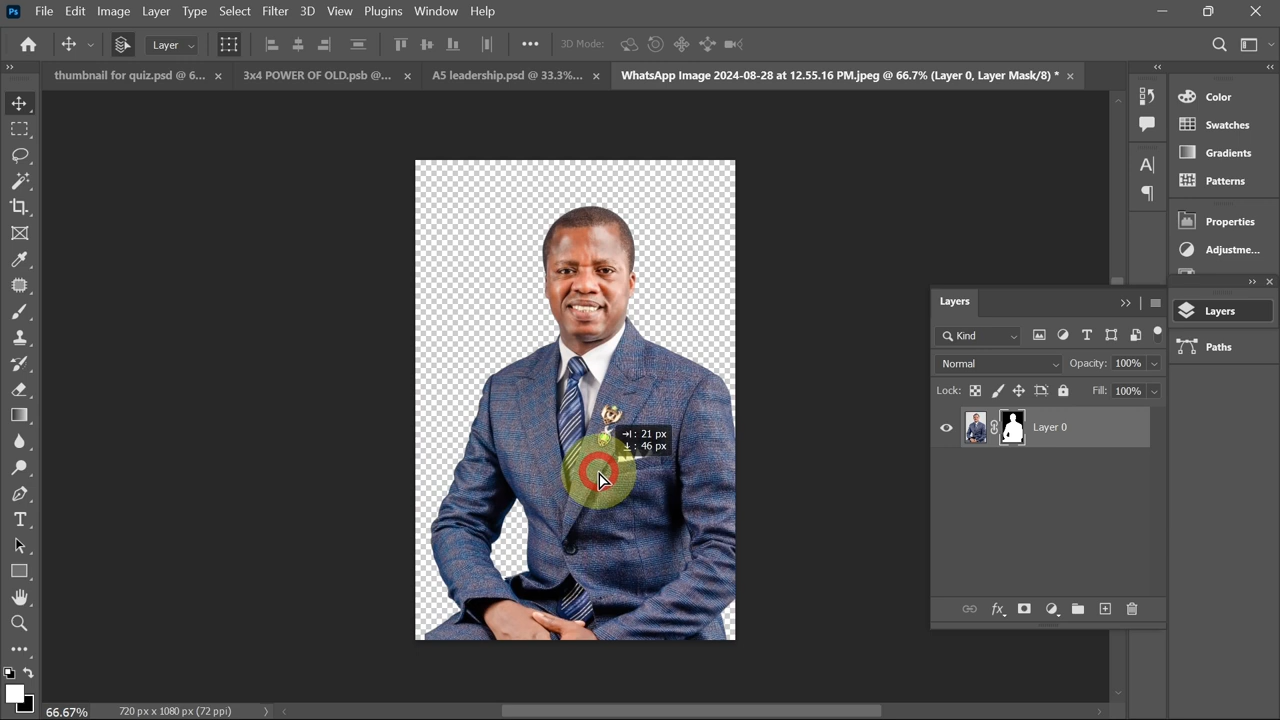 Ps File Edit Image Layer Type Select Filter 3D View Plugins Window Help
Layer 3D Mode:
thumbnail for quiz.psd @ 6... × 3x4 POWER OF OLD.psb @... × A5 leadership.psd @ 33.3%... × WhatsApp Image 2024-08-28 at 12.55.16 PM.jpeg @ 66.7% (Layer 0, Layer Mask/8) * ×
Color
Swatches
Gradients
Patterns
Properties
Adjustme...
Layers
Paths
Layers
Kind
Normal Opacity: 100%
Lock: Fill: 100%
Layer 0
fx
: 21 px
: 46 px
66.67% 720 px x 1080 px (72 ppi)